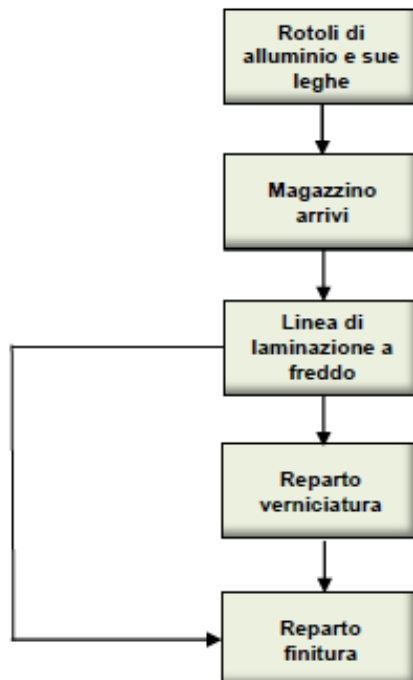 Rotoli di
alluminio e sue
leghe
Magazzino
arrivi
Linea di
laminazione a
freddo
Reparto
verniciatura
Reparto
finitura